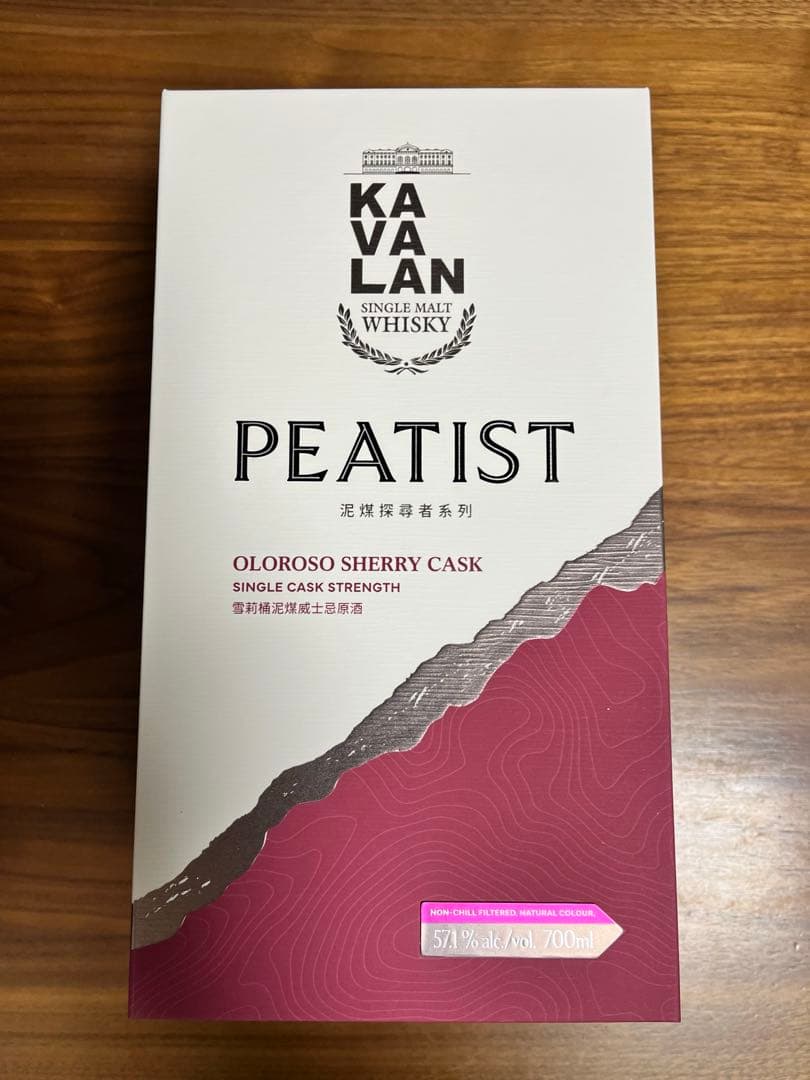 KA
VA
LAN
SINGLE MALT
WHISKY
PEATIST
泥煤探尋者系列
OLOROSO SHERRY CASK
SINGLE CASK STRENGTH
雪莉桶泥煤威士忌原酒
NON-CHILL FILTERED. NATURAL COLOUR.
57.1 % alc./vol. 700ml